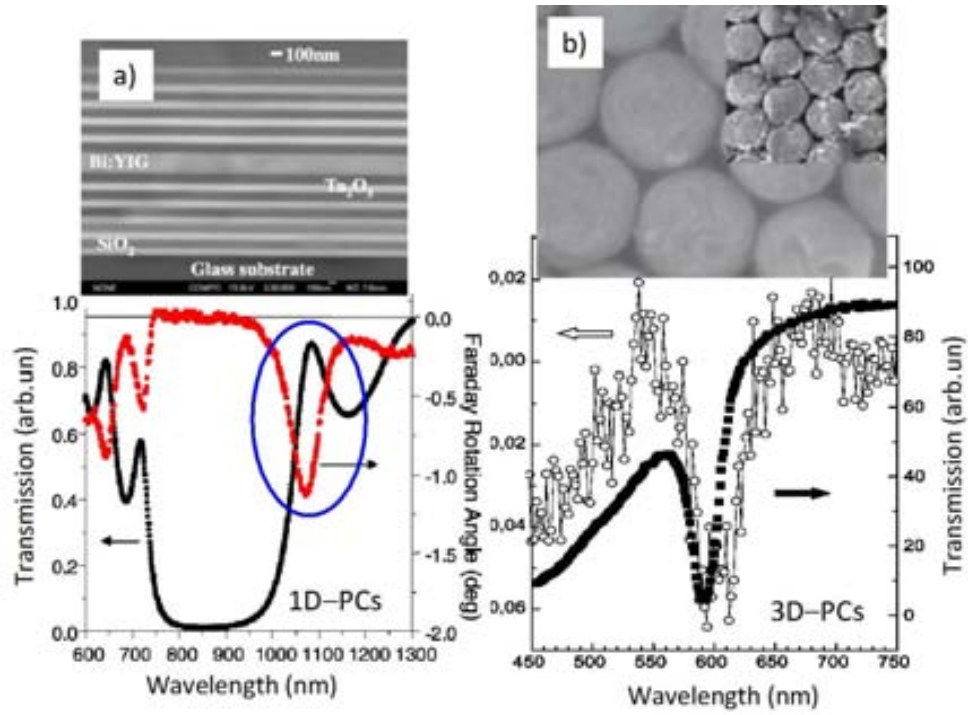 a)
100nm
Bi:YIG
Ta₂O₅
SiO₂
Glass substrate
NONE
1.0
0.8
0.6
0.4
0.2
0.0
Transmission (arb.un)
0.0
-0.5
-1.0
-1.5
-2.0
Faraday Rotation Angle (deg)
1D–PCs
600 700 800 900 1000 1100 1200 1300
Wavelength (nm)
b)
0,02
0,00
0,02
0,04
0,06
100
80
60
40
20
0
Transmission (arb.un)
3D–PCs
450 500 550 600 650 700 750
Wavelength (nm)